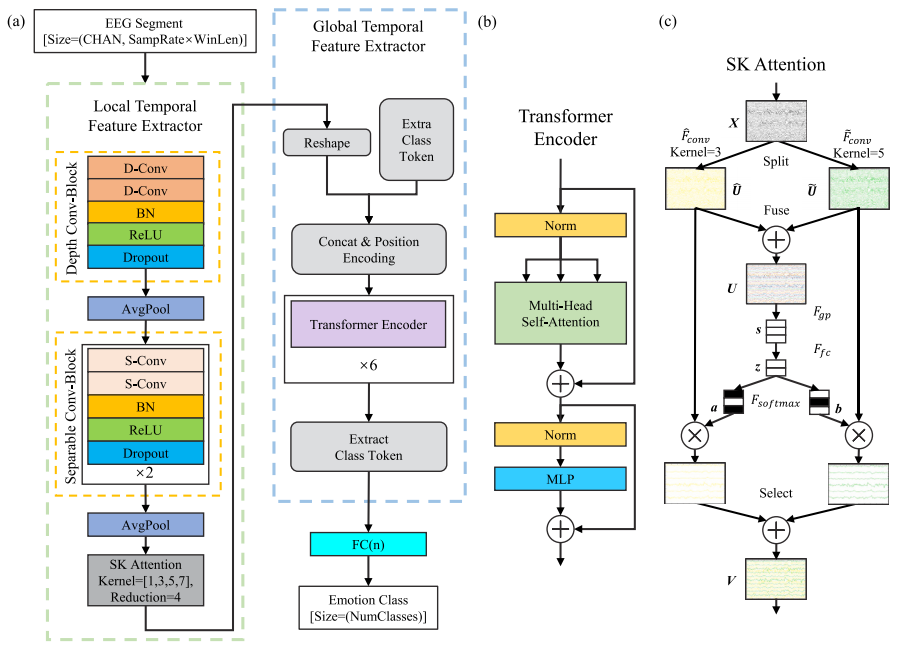 (a)
EEG Segment
[Size=(CHAN, SampRate×WinLen)]
Local Temporal
Feature Extractor
Depth Conv-Block
D-Conv
D-Conv
BN
ReLU
Dropout
AvgPool
Separable Conv-Block
S-Conv
S-Conv
BN
ReLU
Dropout
×2
AvgPool
SK Attention
Kernel=[1,3,5,7],
Reduction=4
Global Temporal
Feature Extractor
Reshape
Extra
Class
Token
Concat & Position
Encoding
Transformer Encoder
×6
Extract
Class Token
FC(n)
Emotion Class
[Size=(NumClasses)]
(b)
Transformer
Encoder
Norm
Multi-Head
Self-Attention
Norm
MLP
(c)
SK Attention
X
F̂conv
Kernel=3
F̃conv
Kernel=5
Split
Û
Ũ
Fuse
U
Fgp
s
Ffc
z
a
Fsoftmax
b
Select
V